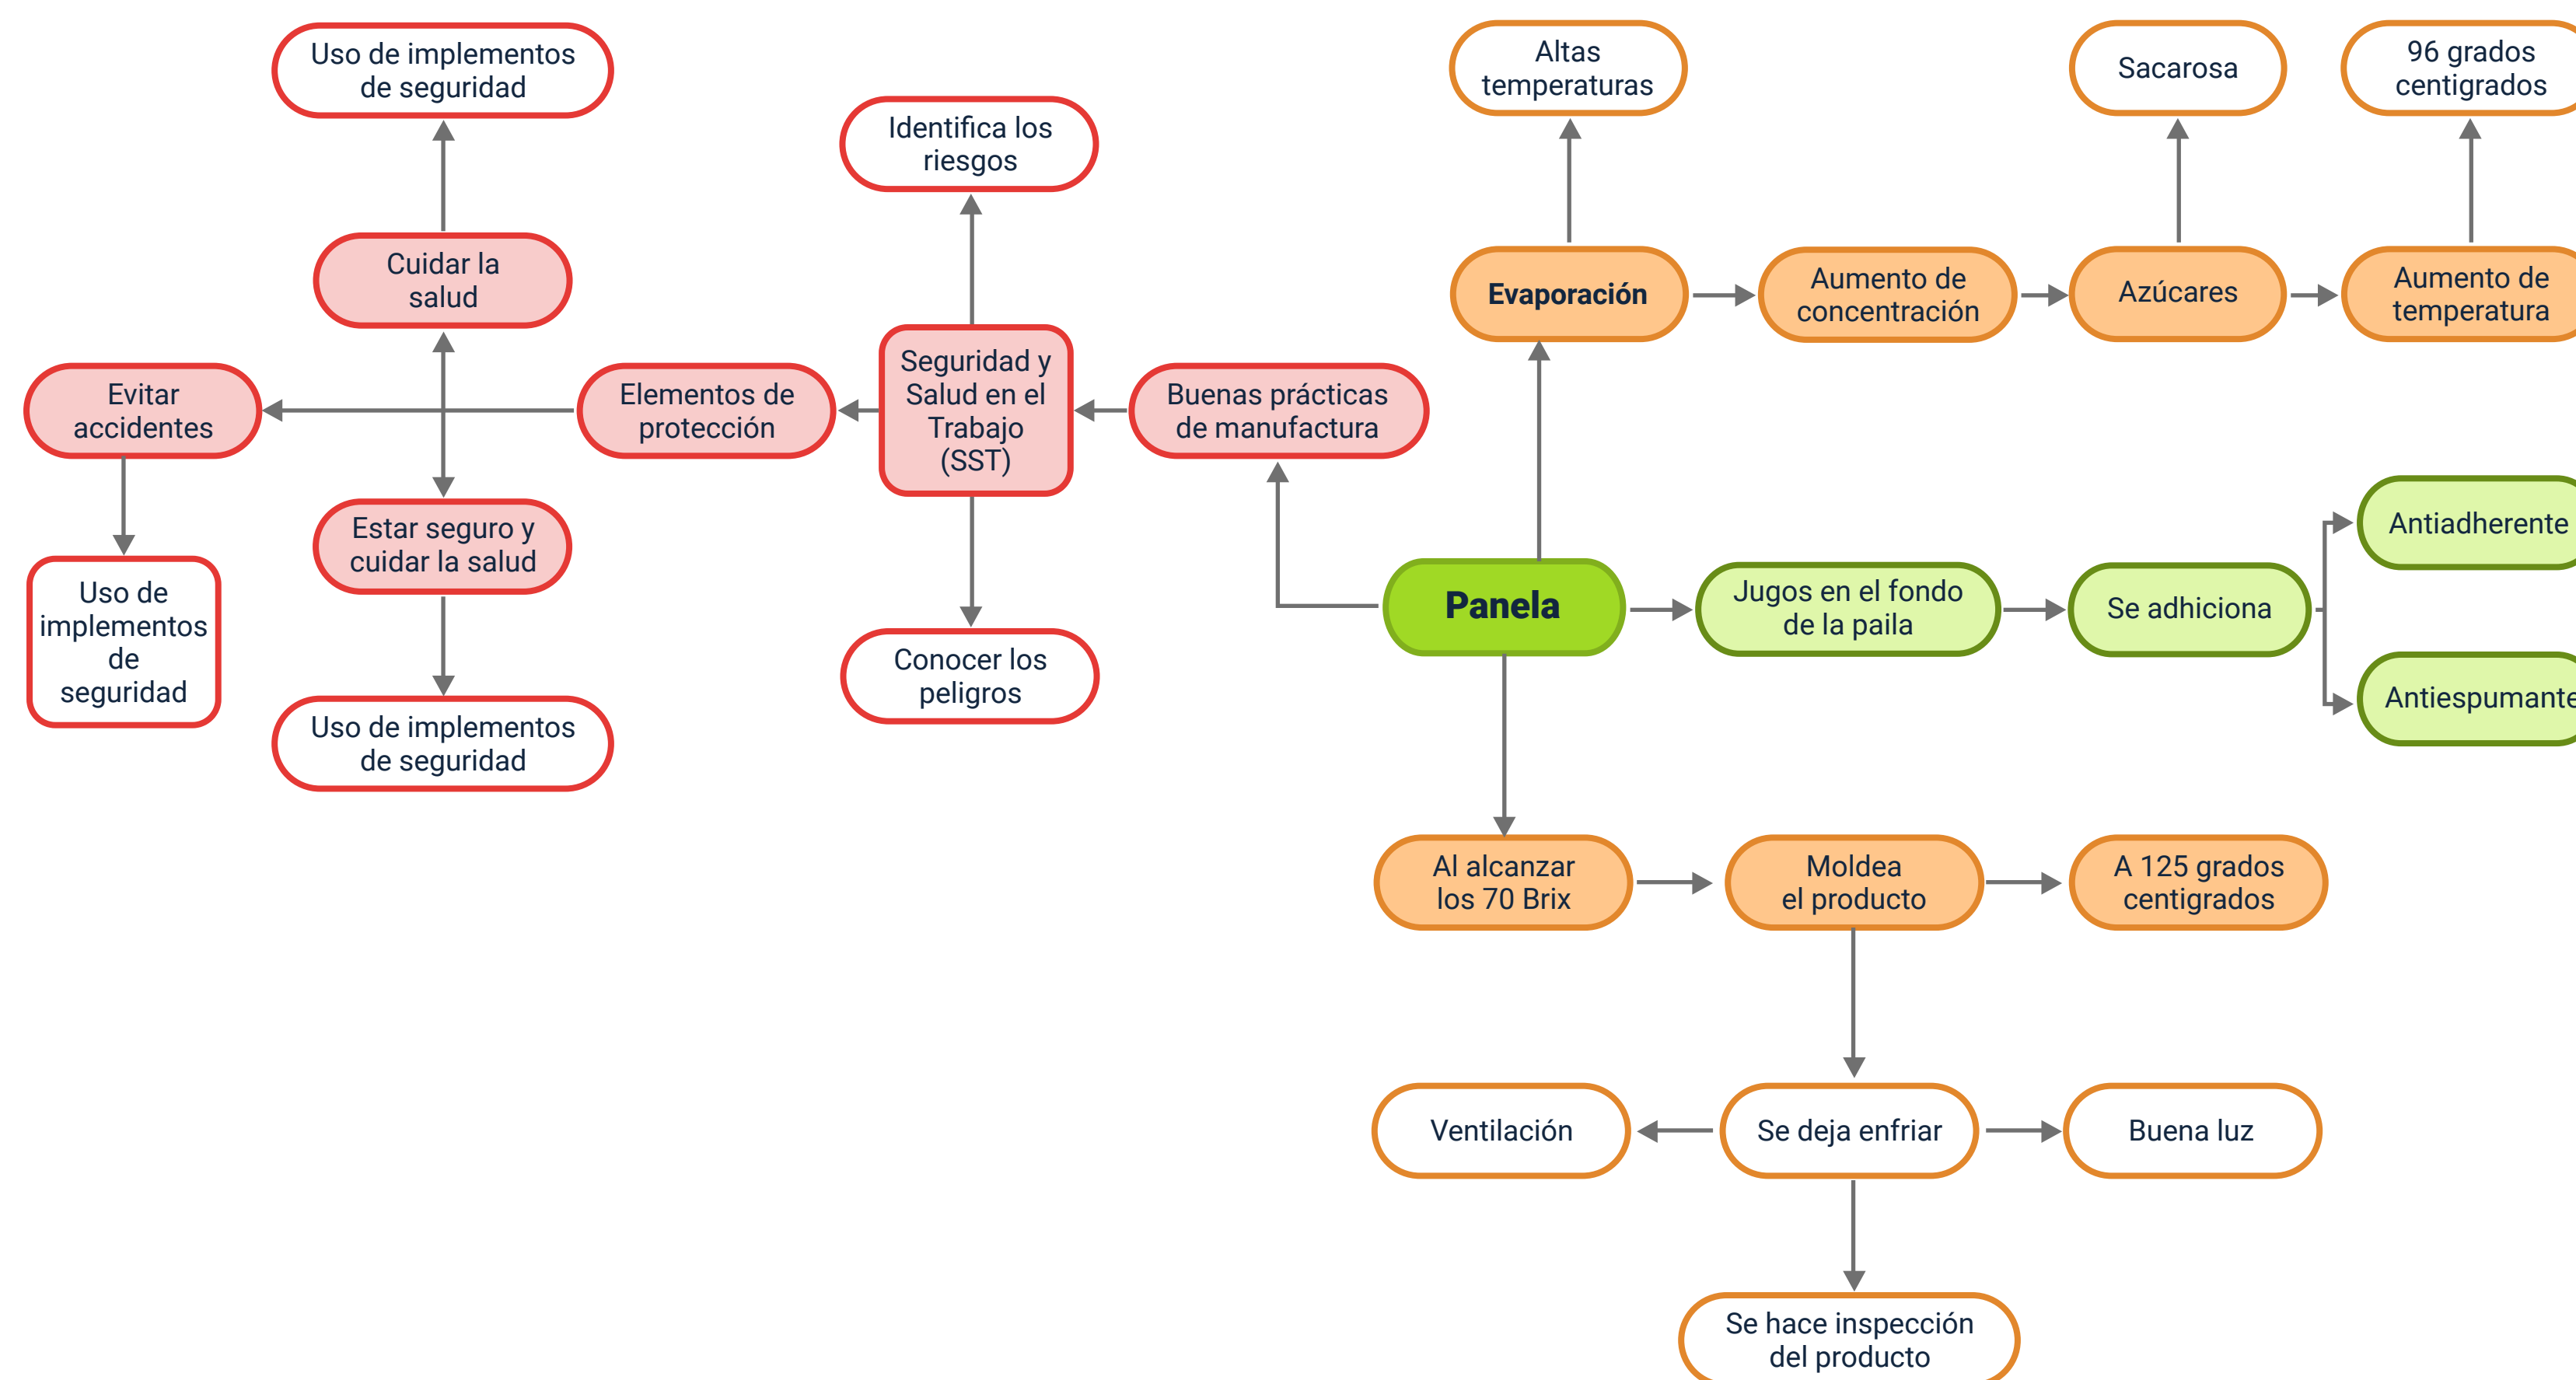 Uso de implementos
de seguridad
Cuidar la
salud
Evitar
accidentes
Uso de
implementos
de
seguridad
Estar seguro y
cuidar la salud
Uso de implementos
de seguridad
Elementos de
protección
Identifica los
riesgos
Seguridad y
Salud en el
Trabajo
(SST)
Conocer los
peligros
Buenas prácticas
de manufactura
Altas
temperaturas
Sacarosa
96 grados
centigrados
Evaporación
Aumento de
concentración
Azúcares
Aumento de
temperatura
Panela
Jugos en el fondo
de la paila
Se adhiciona
Antiadherente
Antiespumante
Al alcanzar
los 70 Brix
Moldea
el producto
A 125 grados
centigrados
Ventilación
Se deja enfriar
Buena luz
Se hace inspección
del producto